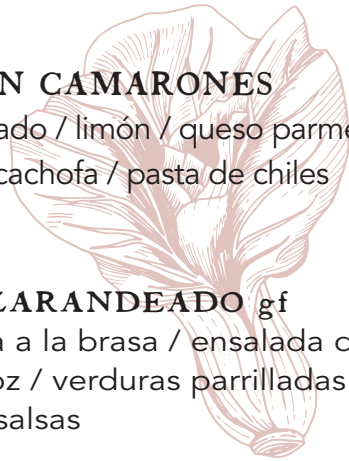 N CAMARONES
ado / limón / queso parme
cachofa / pasta de chiles
ZARANDEADO gf
a la brasa / ensalada
oz / verduras parrilladas
salsas